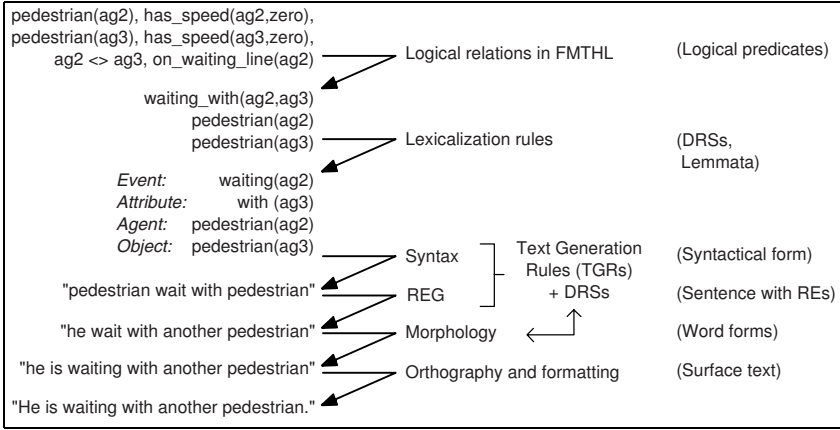 pedestrian(ag2), has_speed(ag2,zero),
pedestrian(ag3), has_speed(ag3,zero),
ag2 <> ag3, on_waiting_line(ag2)
Logical relations in FMTHL (Logical predicates)
waiting_with(ag2,ag3)
pedestrian(ag2)
pedestrian(ag3)
Lexicalization rules (DRSs,
Lemmata)
Event: waiting(ag2)
Attribute: with (ag3)
Agent: pedestrian(ag2)
Object: pedestrian(ag3)
Syntax
Text Generation
Rules (TGRs)
+ DRSs
(Syntactical form)
"pedestrian wait with pedestrian"
REG (Sentence with REs)
"he wait with another pedestrian"
Morphology (Word forms)
"he is waiting with another pedestrian"
Orthography and formatting (Surface text)
"He is waiting with another pedestrian."